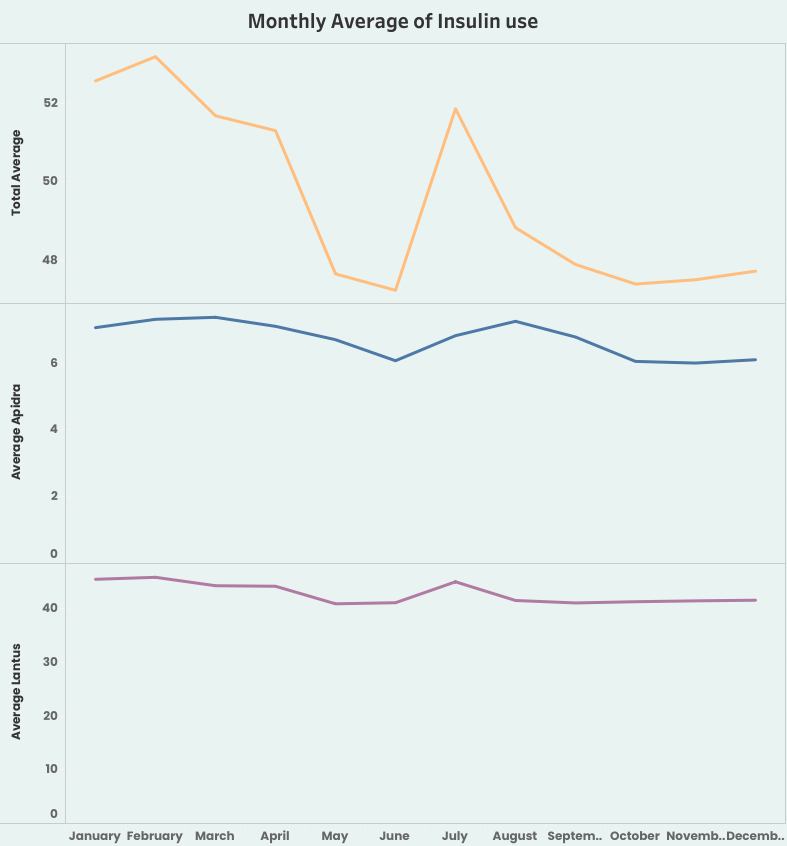 Monthly Average of Insulin use
Total Average
52
50
48
Average Apidra
6
4
2
0
Average Lantus
40
30
20
10
0
January February March April May June July August Septem.. October Novemb.. Decemb..